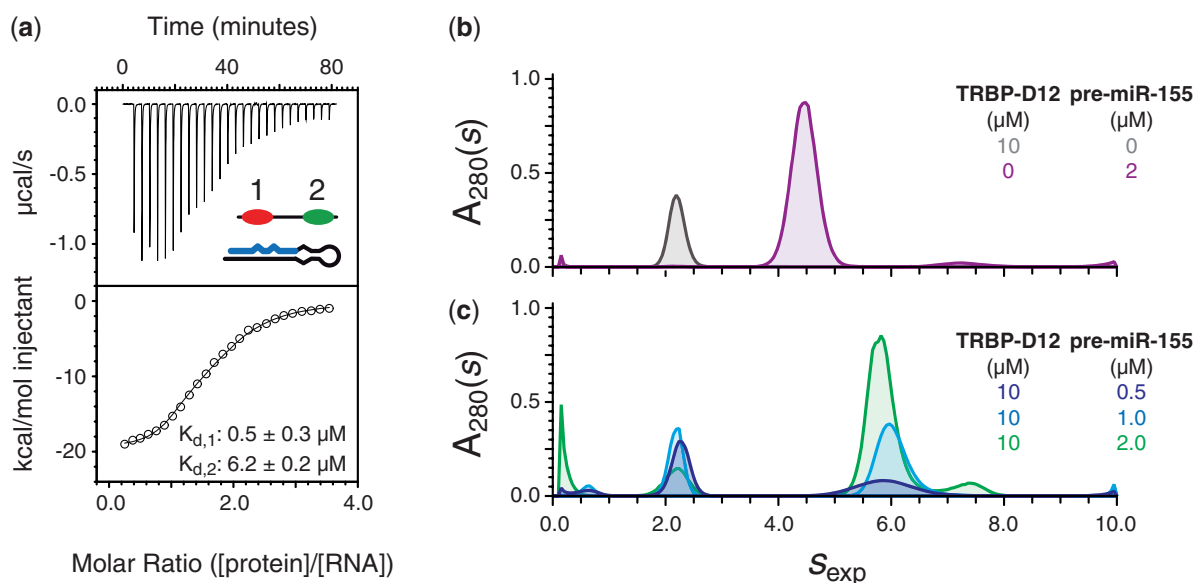 (a)
Time (minutes)
0 40 80
0.0
-0.5
-1.0
µcal/s
1 2
0
-10
-20
kcal/mol injectant
Kd,1: 0.5 ± 0.3 µM
Kd,2: 6.2 ± 0.2 µM
0.0 2.0 4.0
Molar Ratio ([protein]/[RNA])
(b)
1.0
0.5
0.0
A280(s)
TRBP-D12 pre-miR-155
(µM) (µM)
10 0
0 2
(c)
1.0
0.5
0.0
A280(s)
TRBP-D12 pre-miR-155
(µM) (µM)
10 0.5
10 1.0
10 2.0
0.0 2.0 4.0 6.0 8.0 10.0
sexp